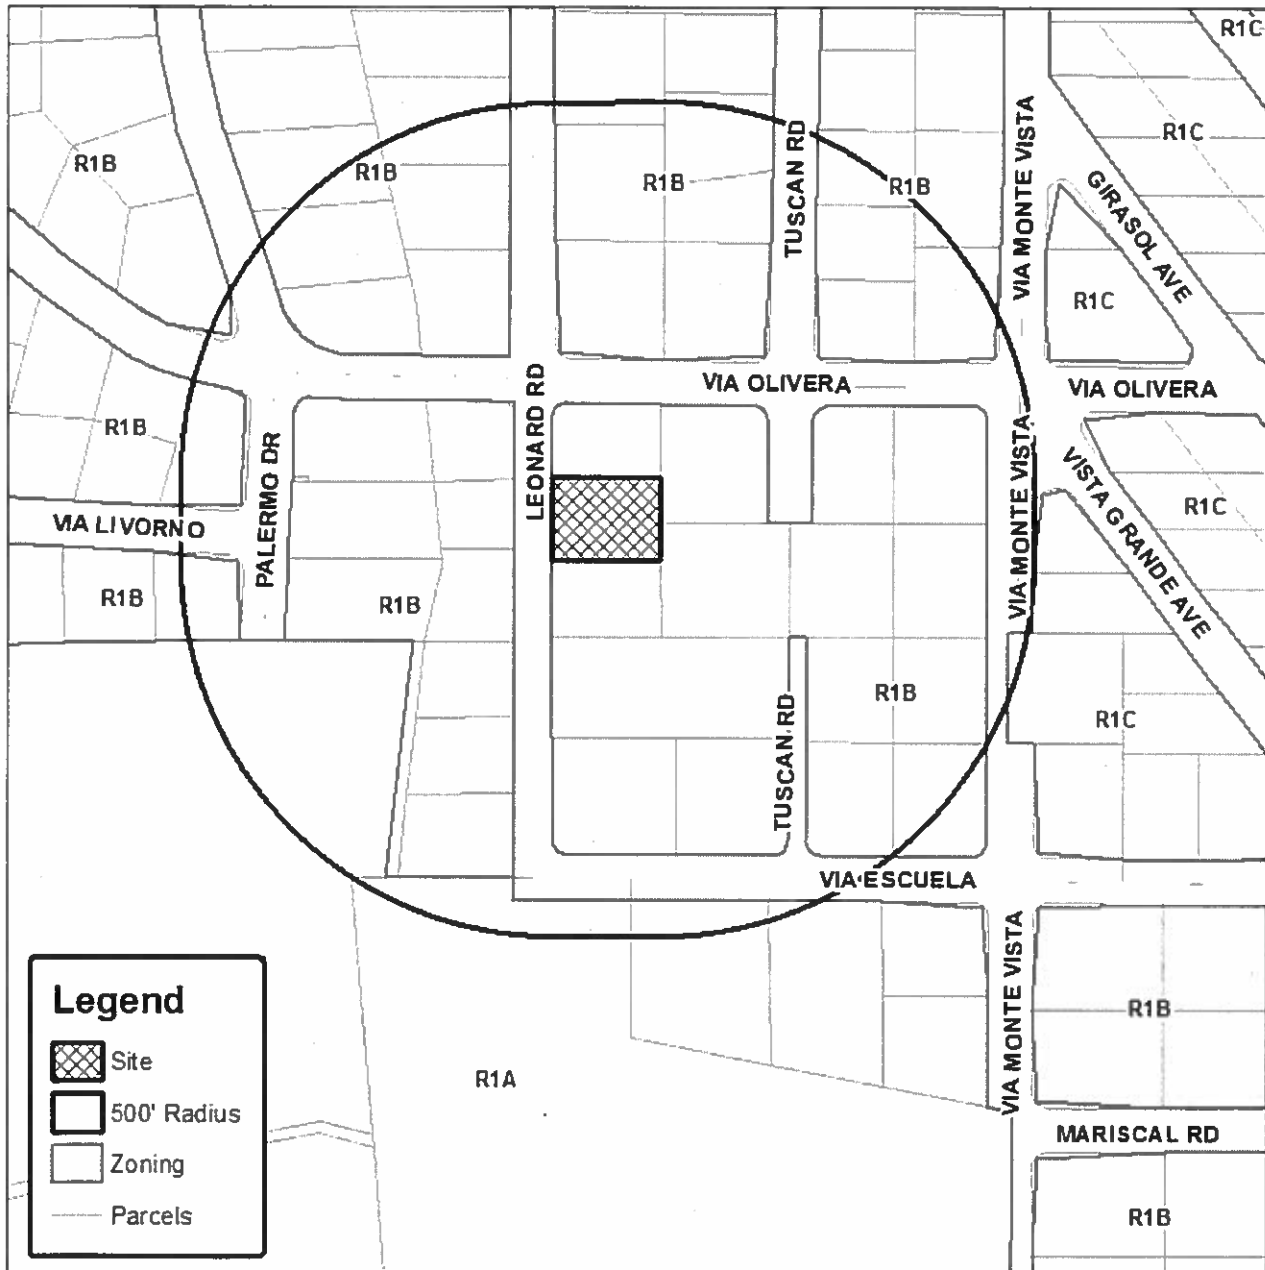 R1C
R1B
R1B
R1B
TUSCAN RD
R1B
VIA MONTE VISTA
R1C
GIRASOL AVE
R1C
VIA OLIVERA
VIA OLIVERA
LEONARD RD
R1B
PALERMO DR
VIA LIVORNO
VIA MONTE VISTA
VISTA GRANDE AVE
R1C
R1B
R1B
R1B
TUSCAN RD
R1C
VIA ESCUELA
VIA MONTE VISTA
R1B
R1A
MARISCAL RD
R1B
Legend
Site
500' Radius
Zoning
Parcels